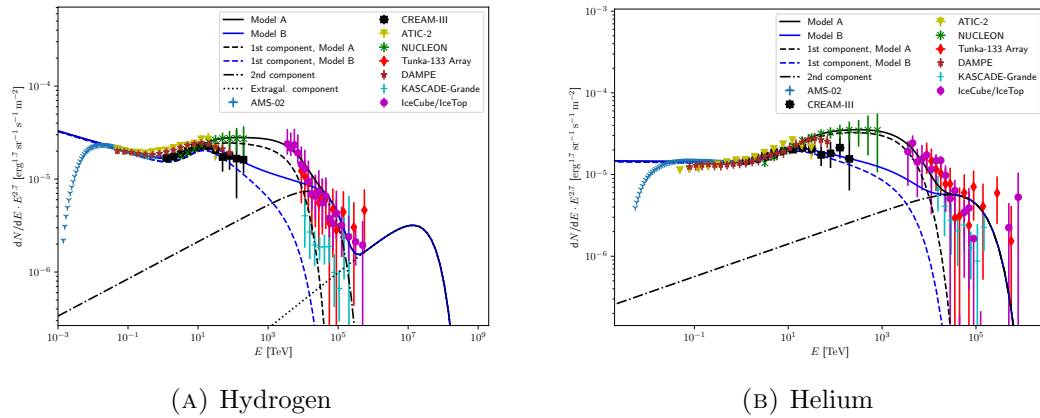 Model A
Model B
1st component, Model A
1st component, Model B
2nd component
Extragal. component
AMS-02
CREAM-III
ATIC-2
NUCLEON
Tunka-133 Array
DAMPE
KASCADE-Grande
IceCube/IceTop
dN/dE · E^2.7 [erg^1.7 sr^-1 s^-1 m^-2]
10^-4
10^-5
10^-6
10^-3 10^-1 10^1 10^3 10^5 10^7 10^9
E [TeV]
(A) Hydrogen
Model A
Model B
1st component, Model A
1st component, Model B
2nd component
AMS-02
CREAM-III
ATIC-2
NUCLEON
Tunka-133 Array
DAMPE
KASCADE-Grande
IceCube/IceTop
dN/dE · E^2.7 [erg^1.7 sr^-1 s^-1 m^-2]
10^-3
10^-4
10^-5
10^-6
10^-1 10^1 10^3 10^5
E [TeV]
(B) Helium